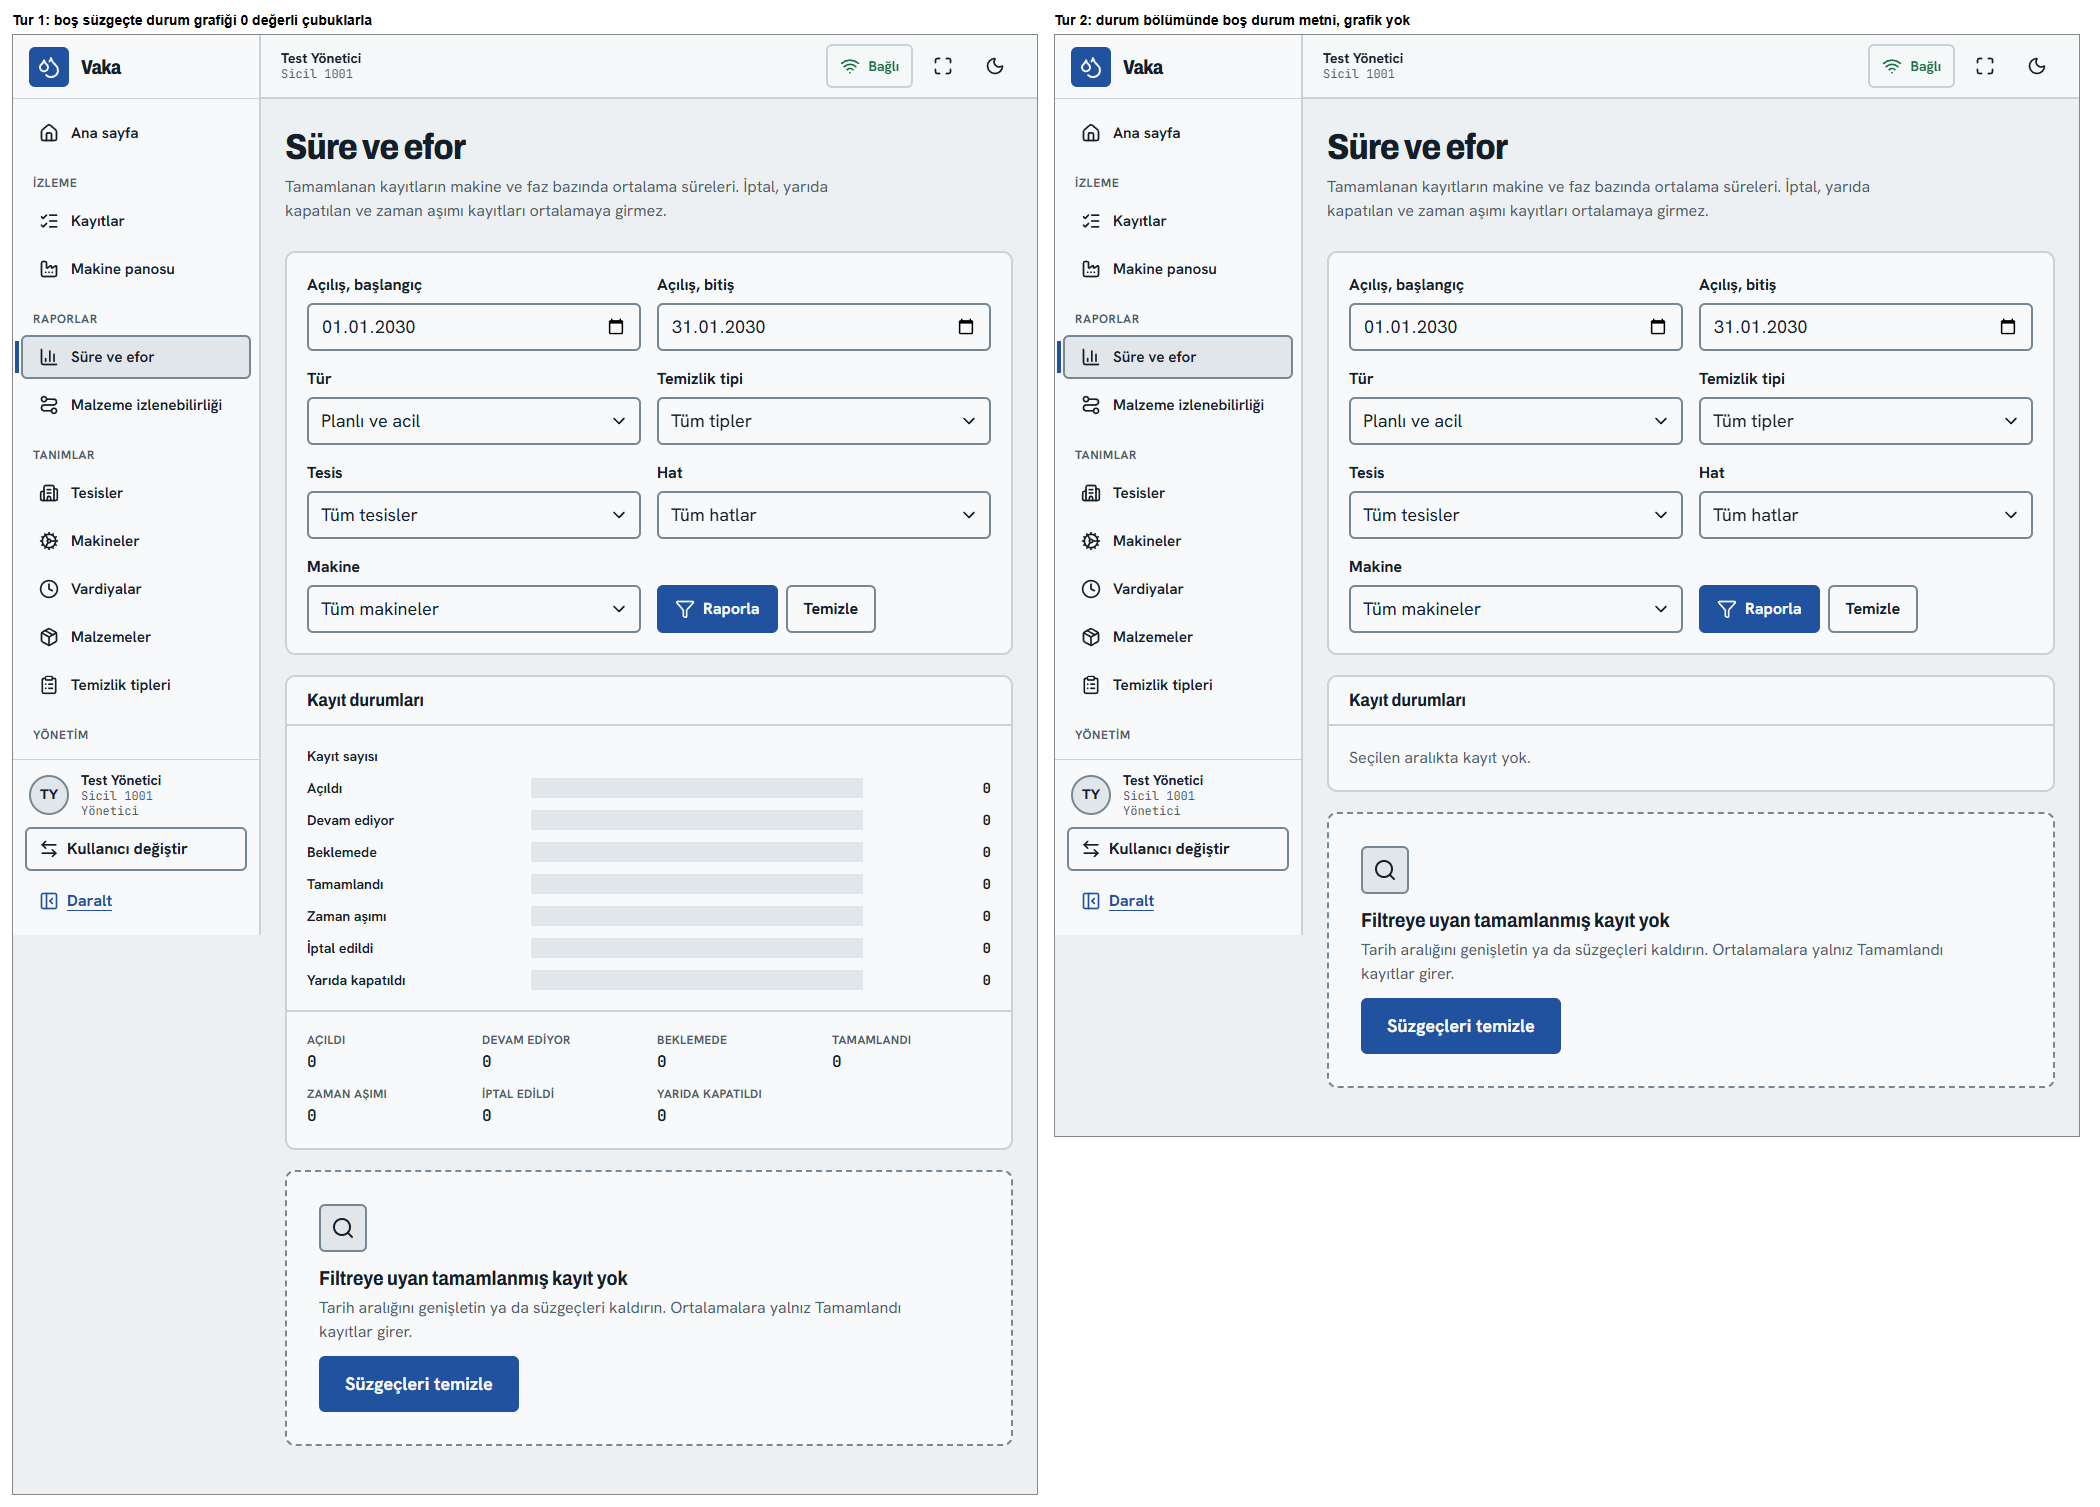 Tur 1: boş süzgeçte durum grafiği 0 değerli çubuklarla
Vaka
Test Yönetici
Sicil 1001
Bağlı
Ana sayfa
İZLEME
Kayıtlar
Makine panosu
RAPORLAR
Süre ve efor
Malzeme izlenebilirliği
TANIMLAR
Tesisler
Makineler
Vardiyalar
Malzemeler
Temizlik tipleri
YÖNETİM
TY
Test Yönetici
Sicil 1001
Yönetici
Kullanıcı değiştir
Daralt
Süre ve efor
Tamamlanan kayıtların makine ve faz bazında ortalama süreleri. İptal, yarıda
kapatılan ve zaman aşımı kayıtları ortalamaya girmez.
Açılış, başlangıç
Açılış, bitiş
01.01.2030
31.01.2030
Tür
Temizlik tipi
Planlı ve acil
Tüm tipler
Tesis
Hat
Tüm tesisler
Tüm hatlar
Makine
Tüm makineler
Raporla
Temizle
Kayıt durumları
Kayıt sayısı
Açıldı 0
Devam ediyor 0
Beklemede 0
Tamamlandı 0
Zaman aşımı 0
İptal edildi 0
Yarıda kapatıldı 0
AÇILDI DEVAM EDİYOR BEKLEMEDE TAMAMLANDI
0 0 0 0
ZAMAN AŞIMI İPTAL EDİLDİ YARIDA KAPATILDI
0 0 0
Filtreye uyan tamamlanmış kayıt yok
Tarih aralığını genişletin ya da süzgeçleri kaldırın. Ortalamalara yalnız Tamamlandı
kayıtlar girer.
Süzgeçleri temizle
Tur 2: durum bölümünde boş durum metni, grafik yok
Vaka
Test Yönetici
Sicil 1001
Bağlı
Ana sayfa
İZLEME
Kayıtlar
Makine panosu
RAPORLAR
Süre ve efor
Malzeme izlenebilirliği
TANIMLAR
Tesisler
Makineler
Vardiyalar
Malzemeler
Temizlik tipleri
YÖNETİM
TY
Test Yönetici
Sicil 1001
Yönetici
Kullanıcı değiştir
Daralt
Süre ve efor
Tamamlanan kayıtların makine ve faz bazında ortalama süreleri. İptal, yarıda
kapatılan ve zaman aşımı kayıtları ortalamaya girmez.
Açılış, başlangıç
Açılış, bitiş
01.01.2030
31.01.2030
Tür
Temizlik tipi
Planlı ve acil
Tüm tipler
Tesis
Hat
Tüm tesisler
Tüm hatlar
Makine
Tüm makineler
Raporla
Temizle
Kayıt durumları
Seçilen aralıkta kayıt yok.
Filtreye uyan tamamlanmış kayıt yok
Tarih aralığını genişletin ya da süzgeçleri kaldırın. Ortalamalara yalnız Tamamlandı
kayıtlar girer.
Süzgeçleri temizle